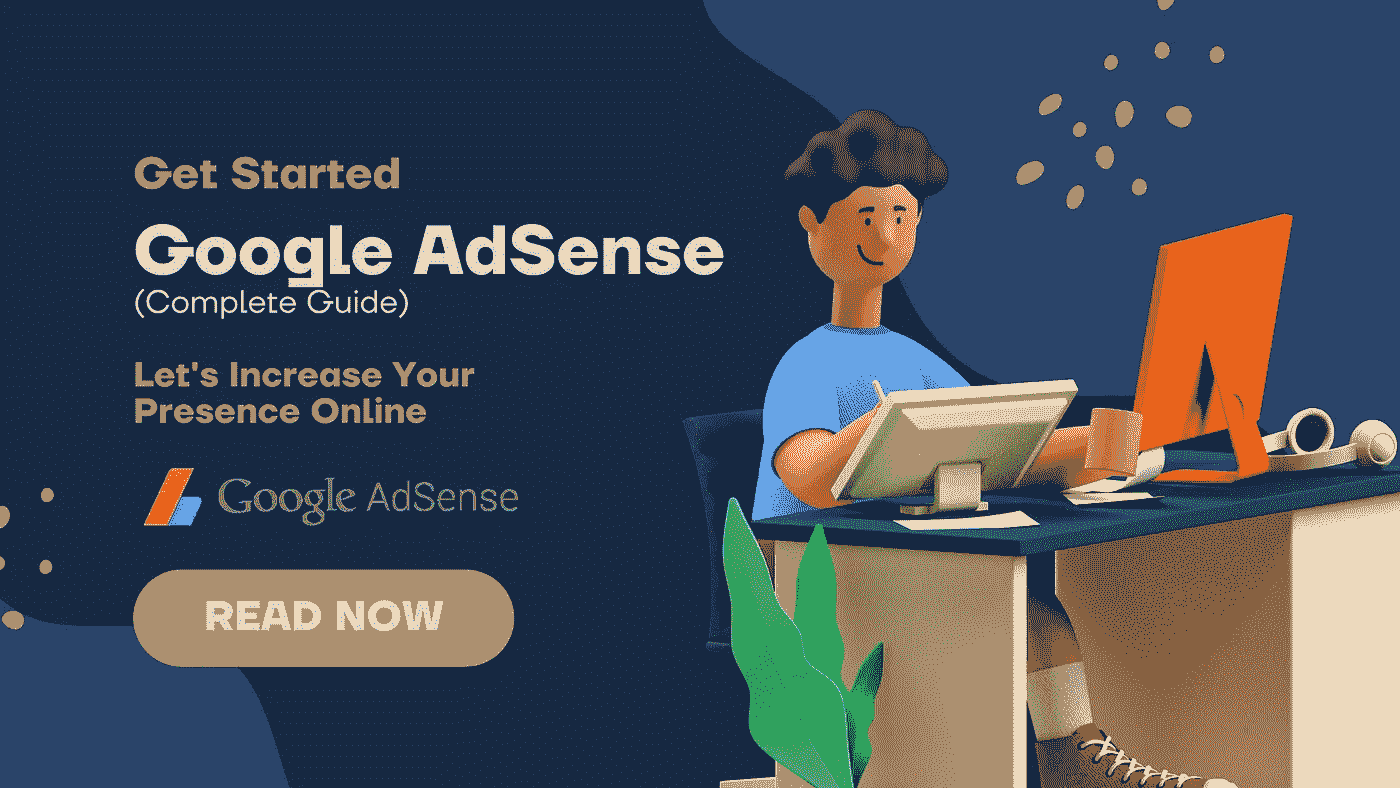 Get Started
Google AdSense
(Complete Guide)
Let's Increase Your
Presence Online
Google AdSense
READ NOW